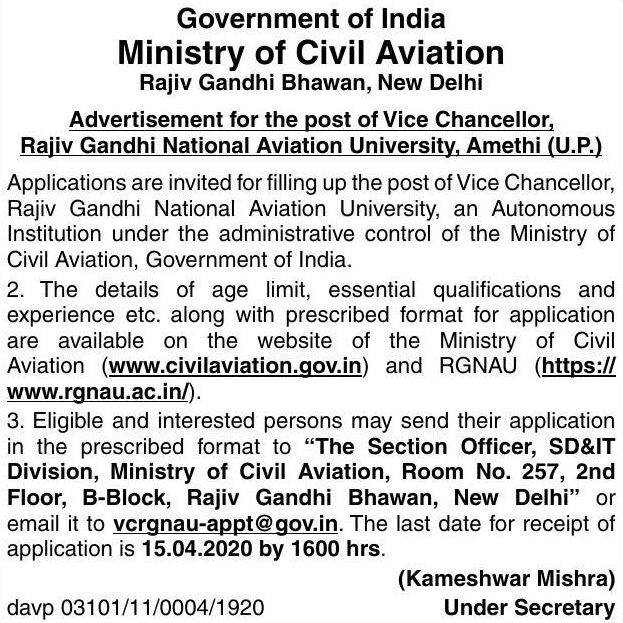 Government of India
Ministry of Civil Aviation
Rajiv Gandhi Bhawan, New Delhi
Advertisement for the post of Vice Chancellor,
Rajiv Gandhi National Aviation University, Amethi (U.P.)
Applications are invited for filling up the post of Vice Chancellor,
Rajiv Gandhi National Aviation University, an Autonomous
Institution under the administrative control of the Ministry of
Civil Aviation, Government of India.
2. The details of age limit, essential qualifications and
experience etc. along with prescribed format for application
are available on the website of the Ministry of Civil
Aviation (www.civilaviation.gov.in) and RGNAU (https://
www.rgnau.ac.in/).
3. Eligible and interested persons may send their application
in the prescribed format to “The Section Officer, SD&IT
Division, Ministry of Civil Aviation, Room No. 257, 2nd
Floor, B-Block, Rajiv Gandhi Bhawan, New Delhi” or
email it to vcrgnau-appt@gov.in. The last date for receipt of
application is 15.04.2020 by 1600 hrs.
(Kameshwar Mishra)
davp 03101/11/0004/1920 Under Secretary